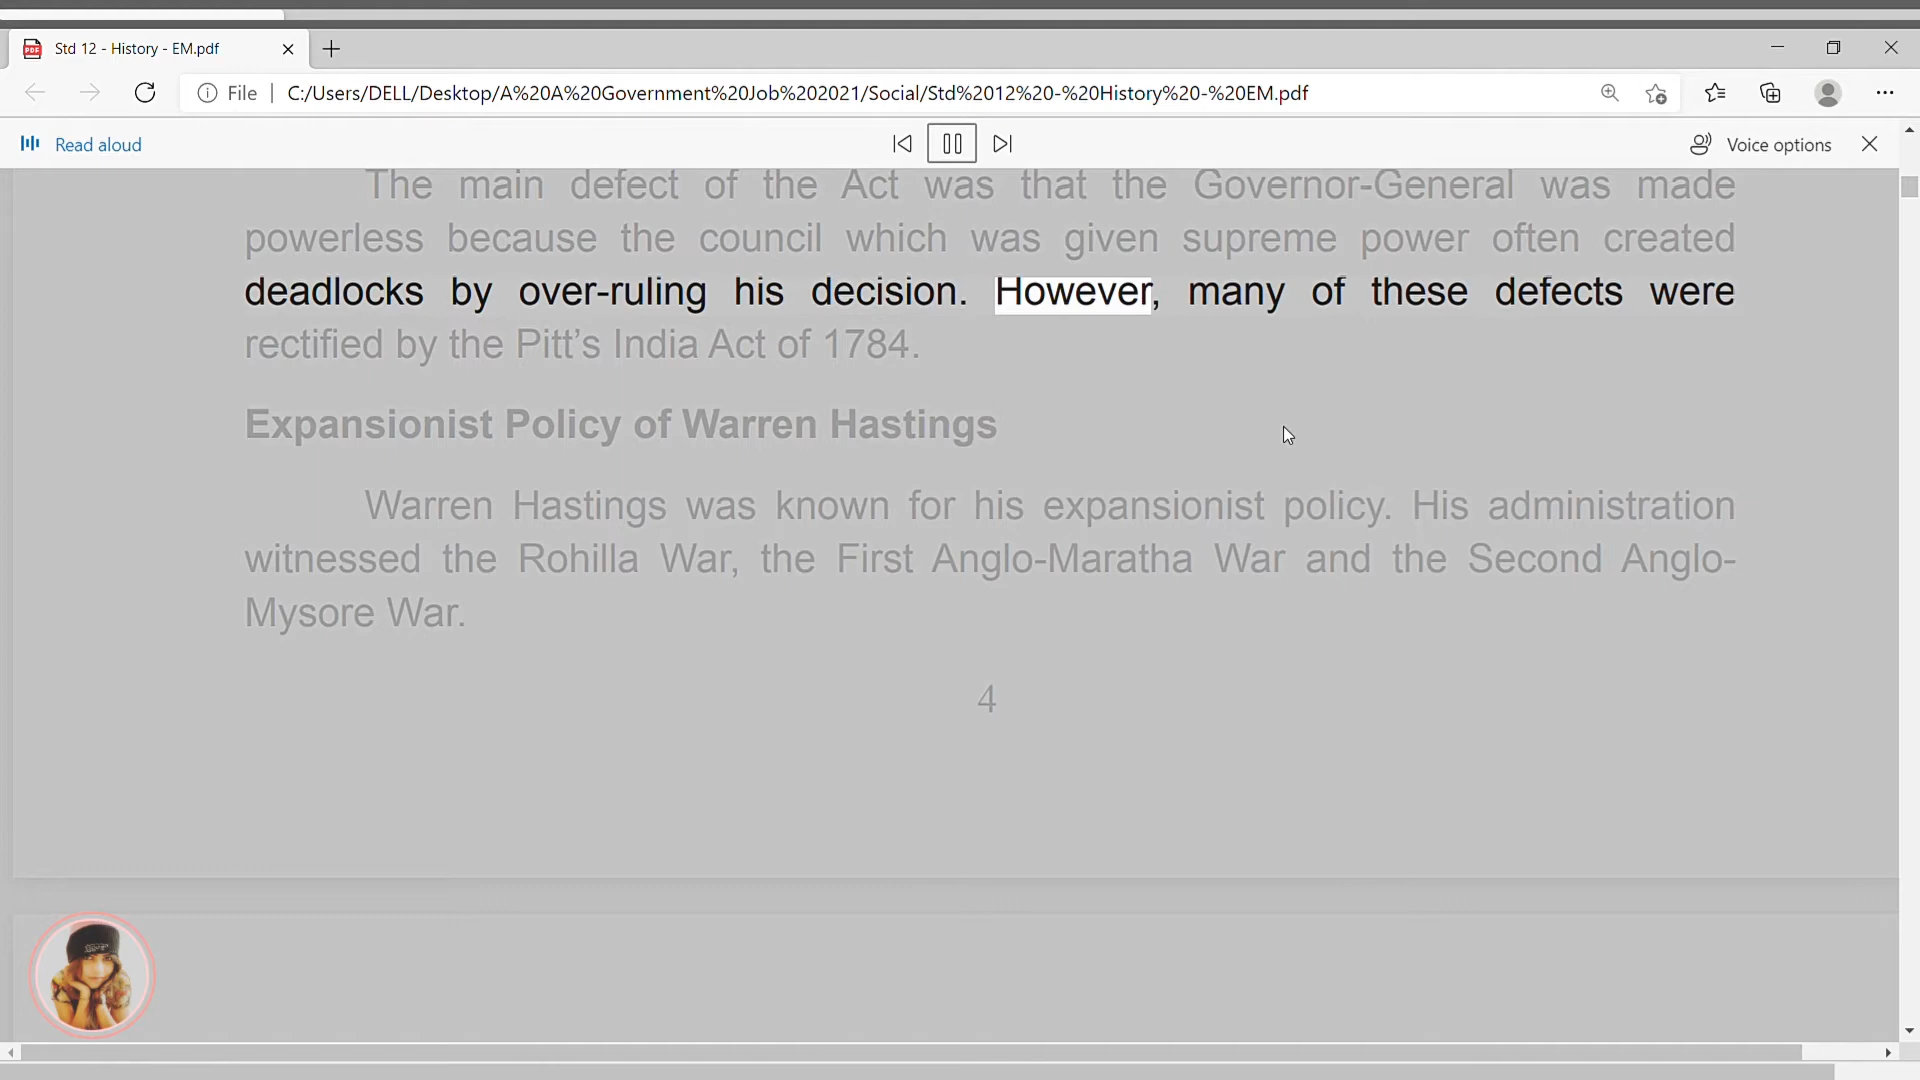 Std 12 - History - EM.pdf
File
C:/Users/DELL/Desktop/A%20A%20Government%20Job%202021/Social/Std%2012%20-%20History%20-%20EM.pdf
Read aloud
Voice options
The main defect of the Act was that the Governor-General was made
powerless because the council which was given supreme power often created
deadlocks by over-ruling his decision. However, many of these defects were
rectified by the Pitt’s India Act of 1784.
Expansionist Policy of Warren Hastings
Warren Hastings was known for his expansionist policy. His administration
witnessed the Rohilla War, the First Anglo-Maratha War and the Second Anglo-
Mysore War.
4